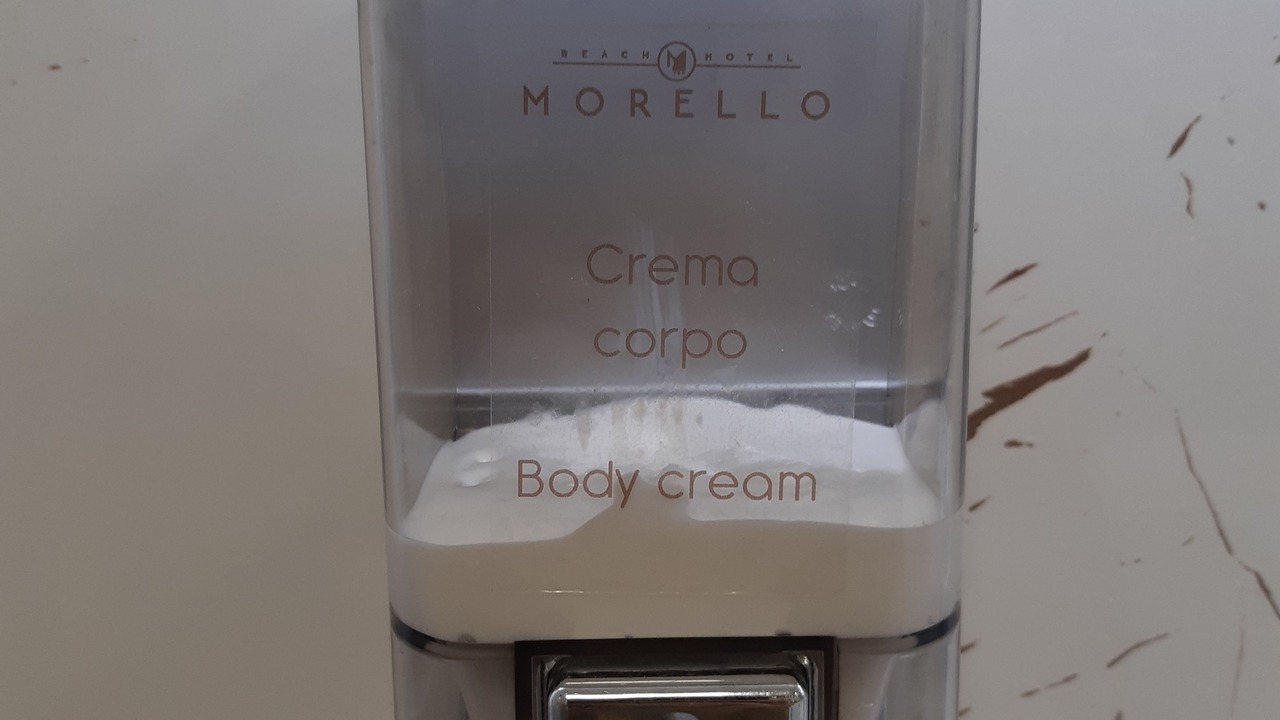 BEACH M HOTEL
MORELLO
Crema
corpo
Body cream